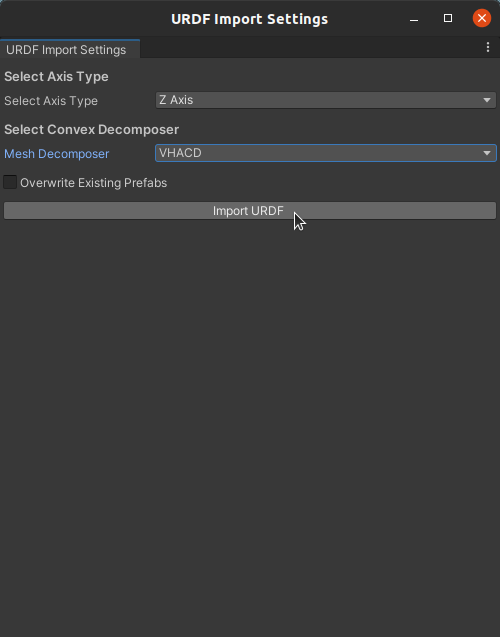 URDF Import Settings
URDF Import Settings
Select Axis Type
Select Axis Type
Z Axis
Select Convex Decomposer
Mesh Decomposer
VHACD
Overwrite Existing Prefabs
Import URDF